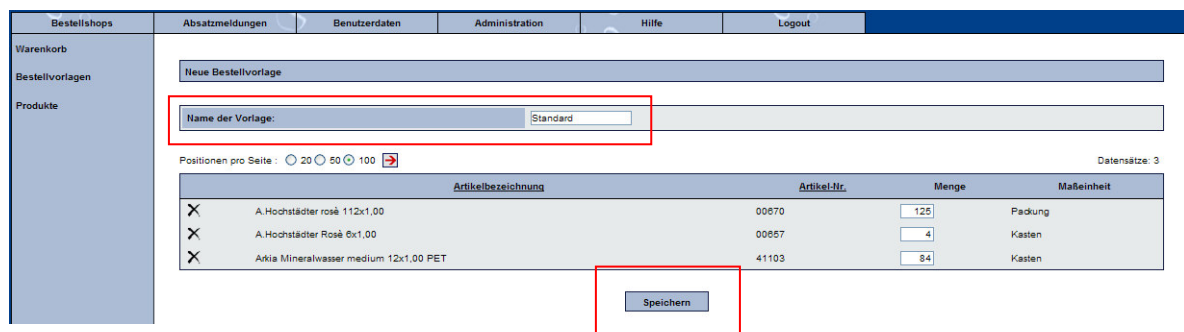 Bestellshops Absatzmeldungen Benutzerdaten Administration Hilfe Logout
Warenkorb
Bestellvorlagen
Produkte
Neue Bestellvorlage
Name der Vorlage: Standard
Positionen pro Seite : 20 50 100 Datensätze: 3
Artikelbezeichnung Artikel-Nr. Menge Maßeinheit
A.Hochstädter rosè 112x1,00 00670 125 Packung
A.Hochstädter Rosè 6x1,00 00657 4 Kasten
Arkia Mineralwasser medium 12x1,00 PET 41103 84 Kasten
Speichern